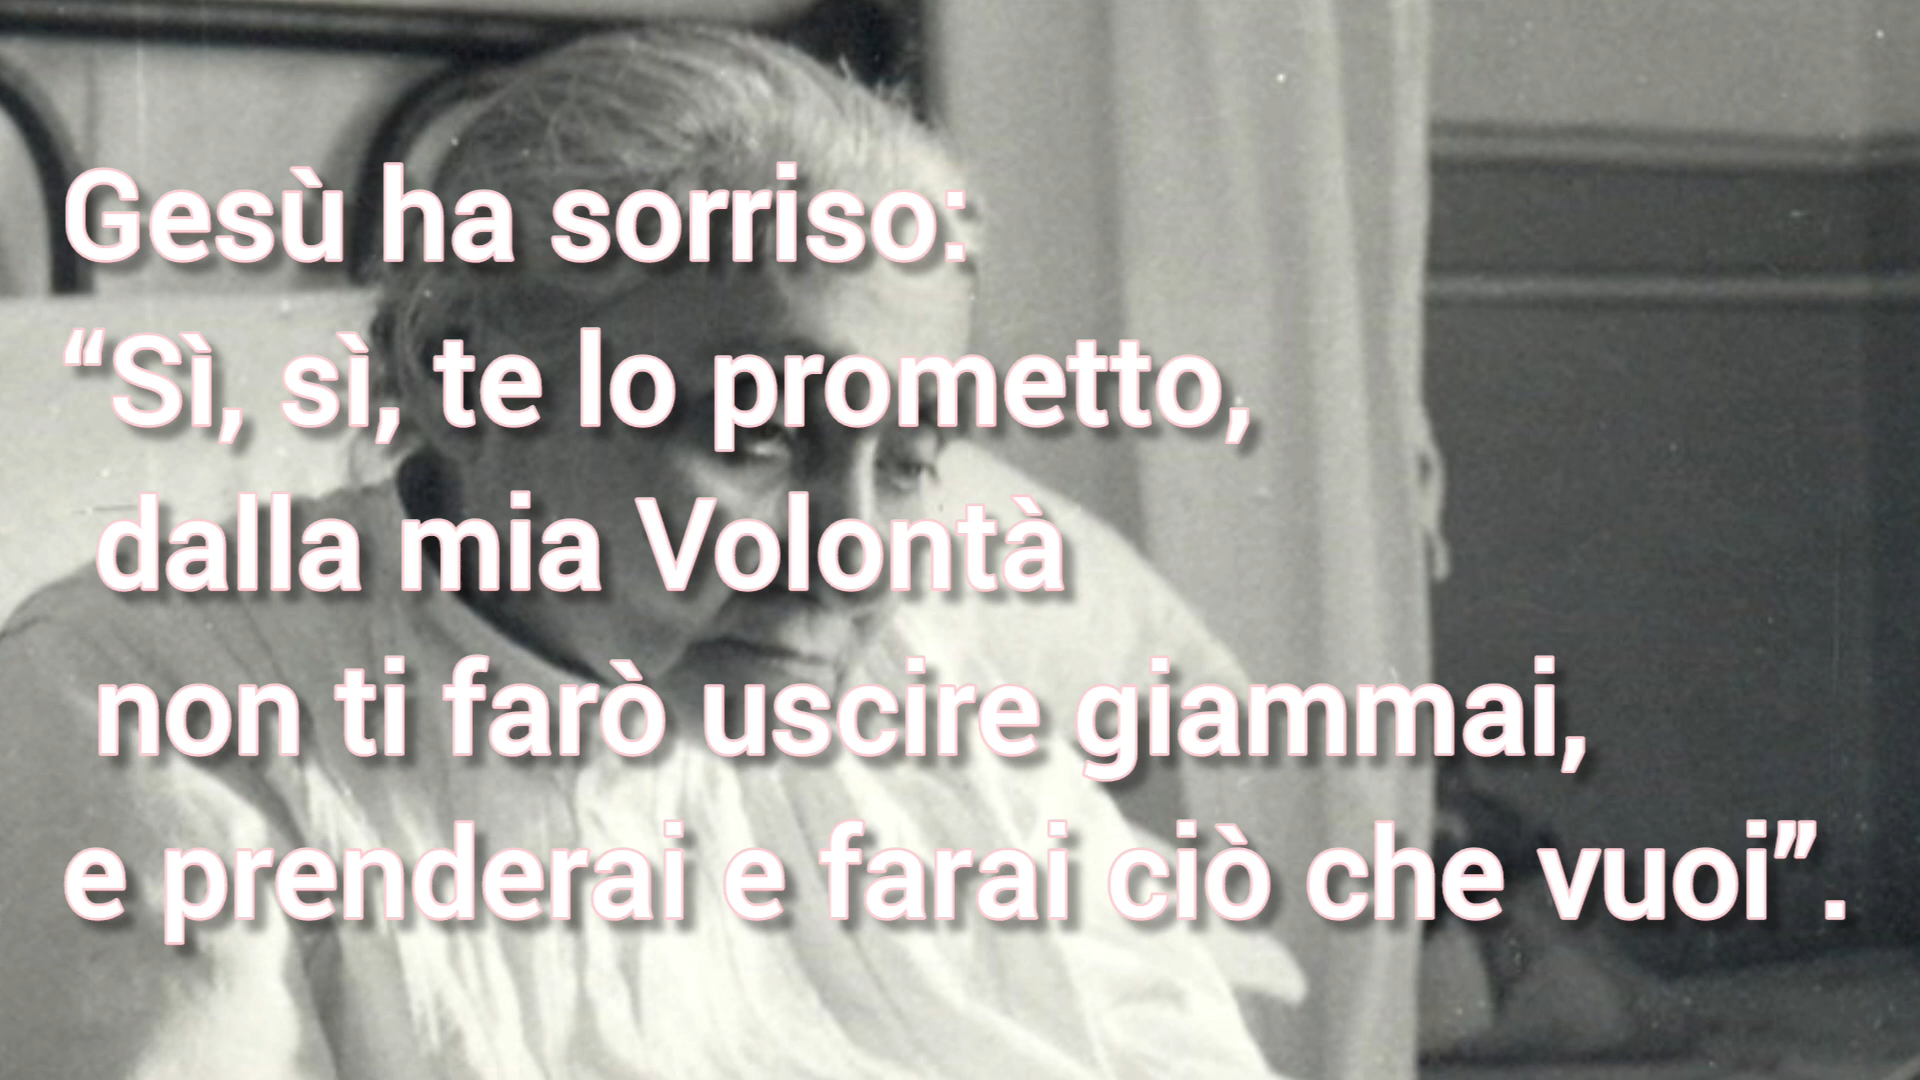 Gesù ha sorriso:
“Sì, sì, te lo prometto,
dalla mia Volontà
non ti farò uscire giammai,
e prenderai e farai ciò che vuoi”.